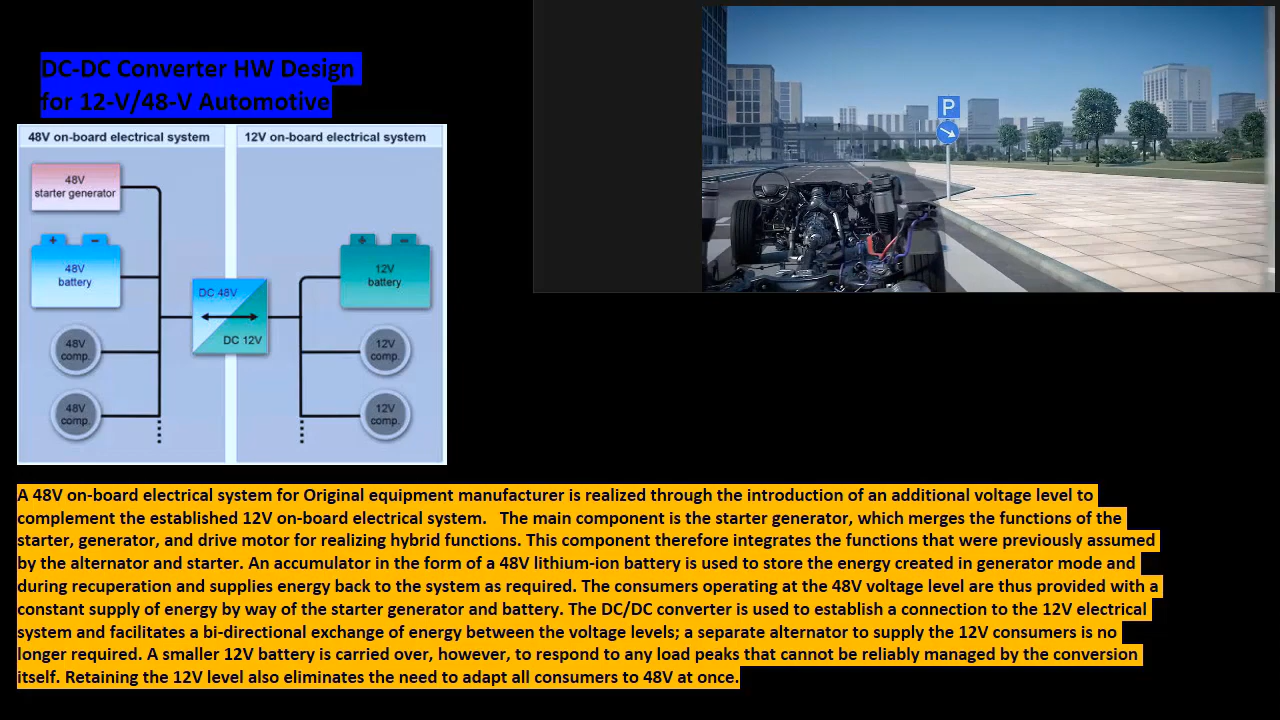 DC-DC Converter HW Design
for 12-V/48-V Automotive
48V on-board electrical system
12V on-board electrical system
48V
starter generator
+ −
48V
battery
+ −
12V
battery
DC 48V
DC 12V
48V
comp.
12V
comp.
48V
comp.
12V
comp.
P
A 48V on-board electrical system for Original equipment manufacturer is realized through the introduction of an additional voltage level to
complement the established 12V on-board electrical system.   The main component is the starter generator, which merges the functions of the
starter, generator, and drive motor for realizing hybrid functions. This component therefore integrates the functions that were previously assumed
by the alternator and starter. An accumulator in the form of a 48V lithium-ion battery is used to store the energy created in generator mode and
during recuperation and supplies energy back to the system as required. The consumers operating at the 48V voltage level are thus provided with a
constant supply of energy by way of the starter generator and battery. The DC/DC converter is used to establish a connection to the 12V electrical
system and facilitates a bi-directional exchange of energy between the voltage levels; a separate alternator to supply the 12V consumers is no
longer required. A smaller 12V battery is carried over, however, to respond to any load peaks that cannot be reliably managed by the conversion
itself. Retaining the 12V level also eliminates the need to adapt all consumers to 48V at once.